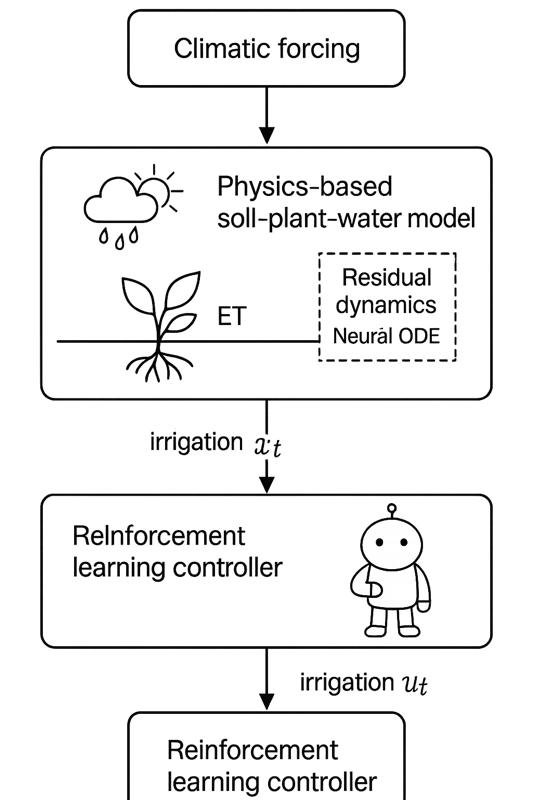 Climatic forcing
Physics-based
soll-plant-water model
Residual
dynamics
Neural ODE
ET
irrigation xt
Relnforcement
learning controller
irrigation ut
Reinforcement
learning controller